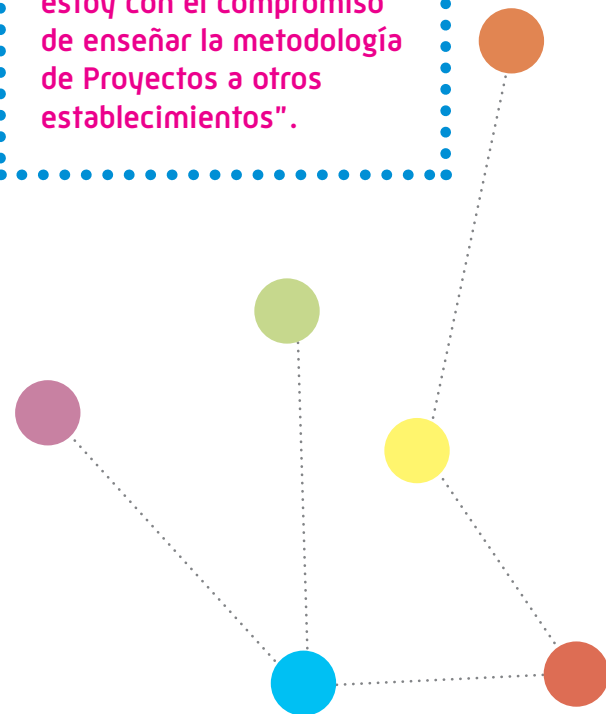 estoy con el compromiso
de enseñar la metodología
de Proyectos a otros
establecimientos".